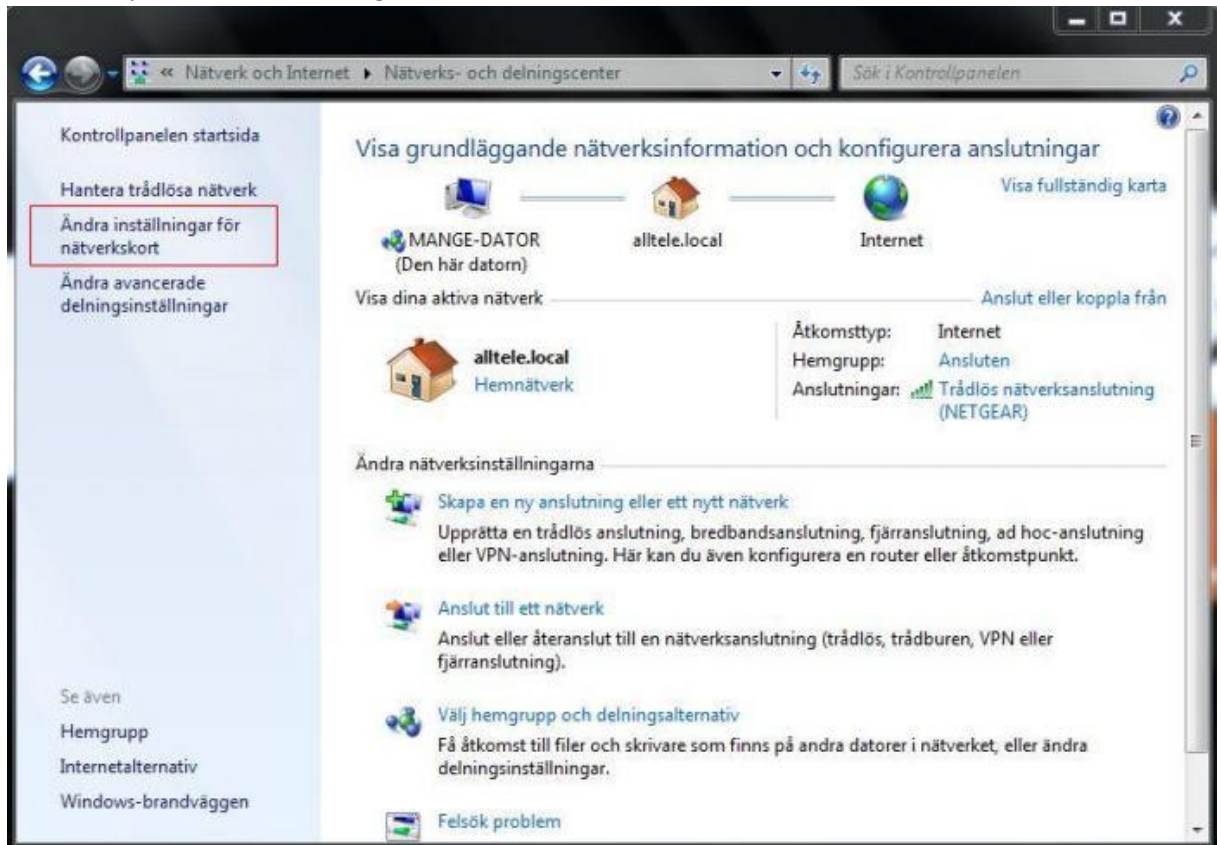 « Nätverk och Internet ▸ Nätverks- och delningscenter
Sök i Kontrollpanelen
Kontrollpanelen startsida
Hantera trådlösa nätverk
Ändra inställningar för
nätverkskort
Ändra avancerade
delningsinställningar
Se även
Hemgrupp
Internetalternativ
Windows-brandväggen
Visa grundläggande nätverksinformation och konfigurera anslutningar
Visa fullständig karta
MANGE-DATOR
(Den här datorn)
alltele.local
Internet
Visa dina aktiva nätverk
Anslut eller koppla från
alltele.local
Hemnätverk
Åtkomsttyp: Internet
Hemgrupp: Ansluten
Anslutningar: Trådlös nätverksanslutning
(NETGEAR)
Ändra nätverksinställningarna
Skapa en ny anslutning eller ett nytt nätverk
Upprätta en trådlös anslutning, bredbandsanslutning, fjärranslutning, ad hoc-anslutning
eller VPN-anslutning. Här kan du även konfigurera en router eller åtkomstpunkt.
Anslut till ett nätverk
Anslut eller återanslut till en nätverksanslutning (trådlös, trådburen, VPN eller
fjärranslutning).
Välj hemgrupp och delningsalternativ
Få åtkomst till filer och skrivare som finns på andra datorer i nätverket, eller ändra
delningsinställningar.
Felsök problem